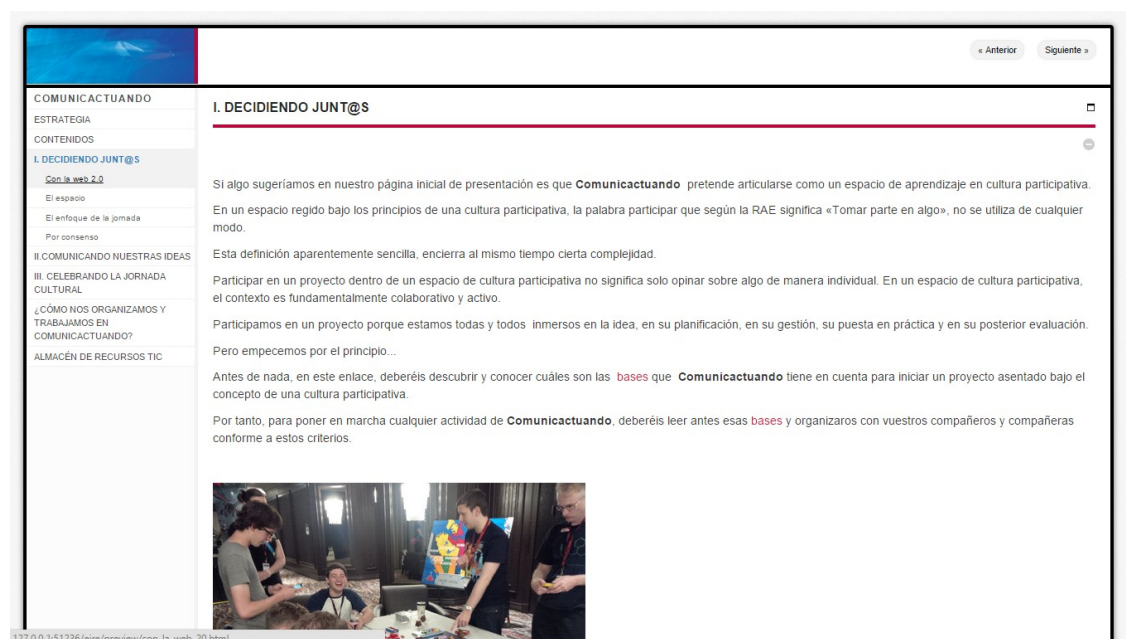 « Anterior
Siguiente »
COMUNICACTUANDO
ESTRATEGIA
CONTENIDOS
I. DECIDIENDO JUNT@S
Con la web 2.0
El espacio
El enfoque de la jornada
Por consenso
II.COMUNICANDO NUESTRAS IDEAS
III. CELEBRANDO LA JORNADA
CULTURAL
¿CÓMO NOS ORGANIZAMOS Y
TRABAJAMOS EN
COMUNICACTUANDO?
ALMACÉN DE RECURSOS TIC
I. DECIDIENDO JUNT@S
Si algo sugeríamos en nuestro página inicial de presentación es que Comunicactuando pretende articularse como un espacio de aprendizaje en cultura participativa.
En un espacio regido bajo los principios de una cultura participativa, la palabra participar que según la RAE significa «Tomar parte en algo», no se utiliza de cualquier
modo.
Esta definición aparentemente sencilla, encierra al mismo tiempo cierta complejidad.
Participar en un proyecto dentro de un espacio de cultura participativa no significa solo opinar sobre algo de manera individual. En un espacio de cultura participativa,
el contexto es fundamentalmente colaborativo y activo.
Participamos en un proyecto porque estamos todas y todos inmersos en la idea, en su planificación, en su gestión, su puesta en práctica y en su posterior evaluación.
Pero empecemos por el principio...
Antes de nada, en este enlace, deberéis descubrir y conocer cuáles son las bases que Comunicactuando tiene en cuenta para iniciar un proyecto asentado bajo el
concepto de una cultura participativa.
Por tanto, para poner en marcha cualquier actividad de Comunicactuando, deberéis leer antes esas bases y organizaros con vuestros compañeros y compañeras
conforme a estos criterios.